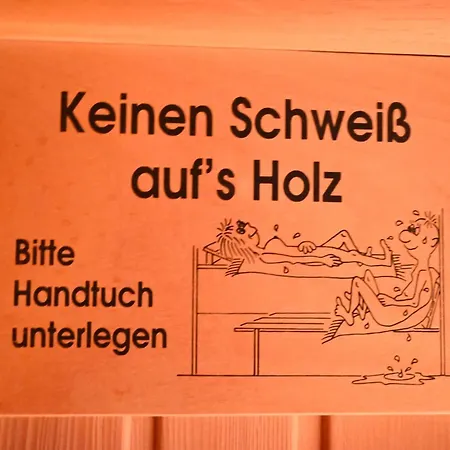 Keinen Schweiß
auf's Holz
Bitte
Handtuch
unterlegen